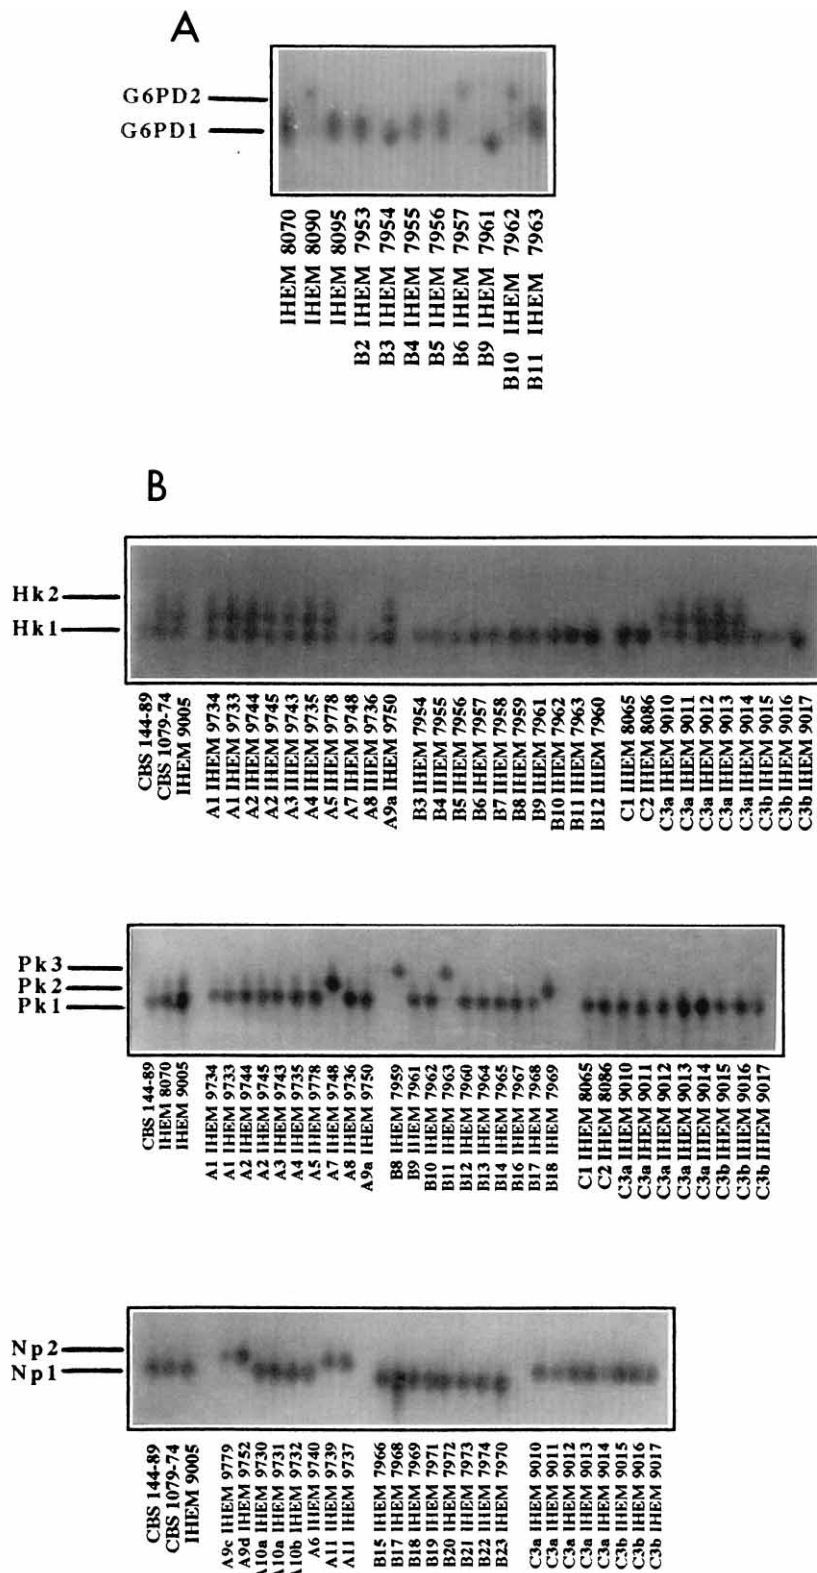 A
G6PD2
G6PD1
IHEM 8070
IHEM 8090
IHEM 8095
B2 IHEM 7953
B3 IHEM 7954
B4 IHEM 7955
B5 IHEM 7956
B6 IHEM 7957
B9 IHEM 7961
B10 IHEM 7962
B11 IHEM 7963
B
Hk2
Hk1
CBS 144-89
CBS 1079-74
IHEM 9005
A1 IHEM 9734
A1 IHEM 9733
A2 IHEM 9744
A2 IHEM 9745
A3 IHEM 9743
A4 IHEM 9735
A5 IHEM 9778
A7 IHEM 9748
A8 IHEM 9736
A9a IHEM 9750
B3 IHEM 7954
B4 IHEM 7955
B5 IHEM 7956
B6 IHEM 7957
B7 IHEM 7958
B8 IHEM 7959
B9 IHEM 7961
B10 IHEM 7962
B11 IHEM 7963
B12 IHEM 7960
C1 IHEM 8065
C2 IHEM 8086
C3a IHEM 9010
C3a IHEM 9011
C3a IHEM 9012
C3a IHEM 9013
C3a IHEM 9014
C3b IHEM 9015
C3b IHEM 9016
C3b IHEM 9017
Pk3
Pk2
Pk1
CBS 144-89
IHEM 8070
IHEM 9005
A1 IHEM 9734
A1 IHEM 9733
A2 IHEM 9744
A2 IHEM 9745
A3 IHEM 9743
A4 IHEM 9735
A5 IHEM 9778
A7 IHEM 9748
A8 IHEM 9736
A9a IHEM 9750
B8 IHEM 7959
B9 IHEM 7961
B10 IHEM 7962
B11 IHEM 7963
B12 IHEM 7960
B13 IHEM 7964
B14 IHEM 7965
B16 IHEM 7967
B17 IHEM 7968
B18 IHEM 7969
C1 IHEM 8065
C2 IHEM 8086
C3a IHEM 9010
C3a IHEM 9011
C3a IHEM 9012
C3a IHEM 9013
C3a IHEM 9014
C3b IHEM 9015
C3b IHEM 9016
C3b IHEM 9017
Np2
Np1
CBS 144-89
CBS 1079-74
IHEM 9005
A9c IHEM 9779
A9d IHEM 9752
A10a IHEM 9730
A10a IHEM 9731
A10b IHEM 9732
A6 IHEM 9740
A11 IHEM 9739
A11 IHEM 9737
B15 IHEM 7966
B17 IHEM 7968
B18 IHEM 7969
B19 IHEM 7971
B20 IHEM 7972
B21 IHEM 7973
B22 IHEM 7974
B23 IHEM 7970
C3a IHEM 9010
C3a IHEM 9011
C3a IHEM 9012
C3a IHEM 9013
C3a IHEM 9014
C3b IHEM 9015
C3b IHEM 9016
C3b IHEM 9017